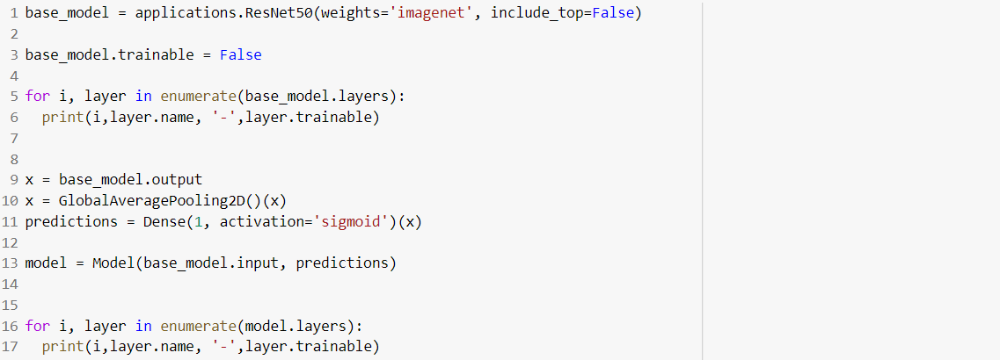 1 base_model = applications.ResNet50(weights='imagenet', include_top=False)
2
3 base_model.trainable = False
4
5 for i, layer in enumerate(base_model.layers):
6   print(i,layer.name, '-',layer.trainable)
7
8
9 x = base_model.output
10 x = GlobalAveragePooling2D()(x)
11 predictions = Dense(1, activation='sigmoid')(x)
12
13 model = Model(base_model.input, predictions)
14
15
16 for i, layer in enumerate(model.layers):
17   print(i,layer.name, '-',layer.trainable)